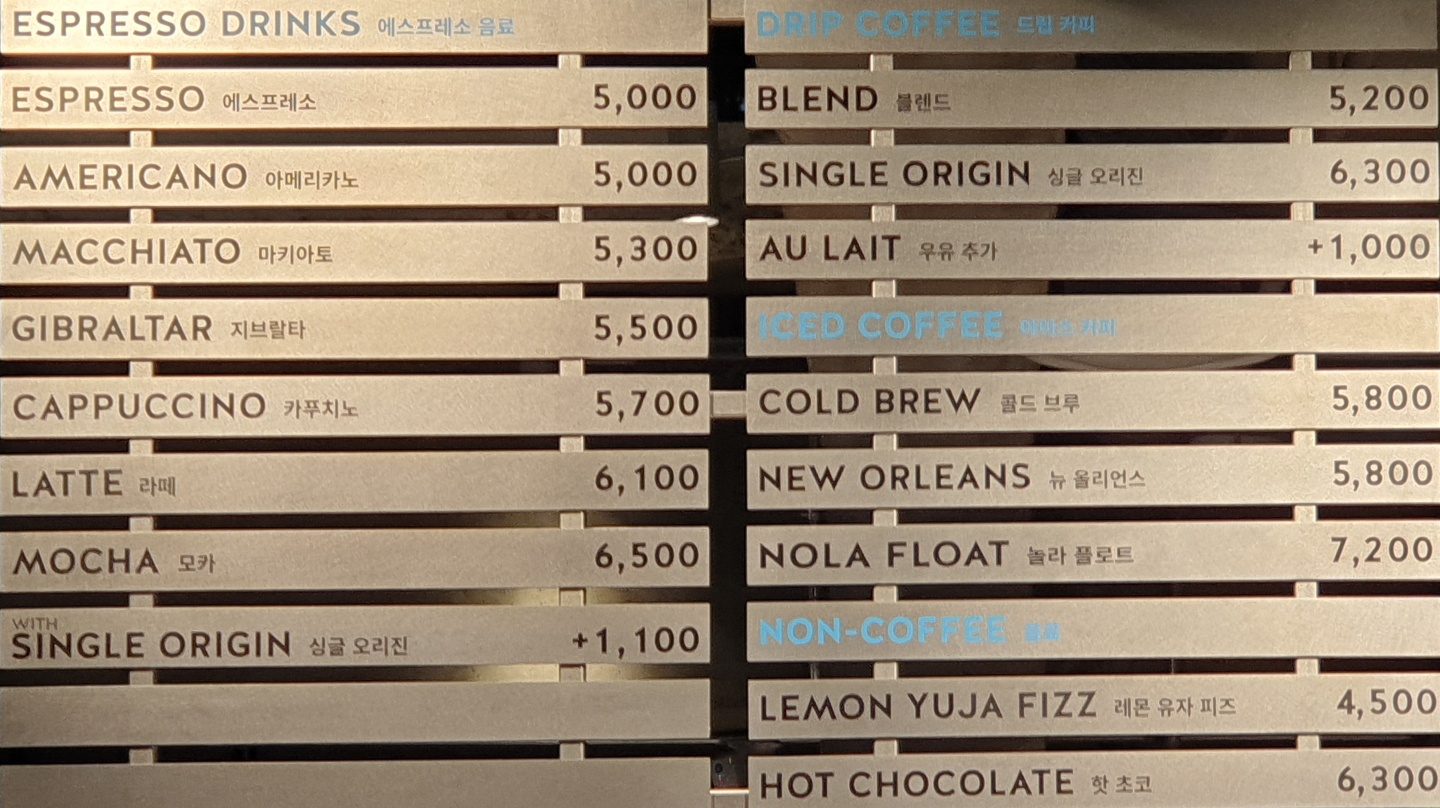 ESPRESSO DRINKS 에스프레소 음료
ESPRESSO 에스프레소 5,000
AMERICANO 아메리카노 5,000
MACCHIATO 마키아토 5,300
GIBRALTAR 지브랄타 5,500
CAPPUCCINO 카푸치노 5,700
LATTE 라떼 6,100
MOCHA 모카 6,500
WITH
SINGLE ORIGIN 싱글 오리진 +1,100
DRIP COFFEE 드립 커피
BLEND 블렌드 5,200
SINGLE ORIGIN 싱글 오리진 6,300
AU LAIT 우유 추가 +1,000
ICED COFFEE 아이스 커피
COLD BREW 콜드 브루 5,800
NEW ORLEANS 뉴 올리언스 5,800
NOLA FLOAT 놀라 플로트 7,200
NON-COFFEE
LEMON YUJA FIZZ 레몬 유자 피즈 4,500
HOT CHOCOLATE 핫 초코 6,300